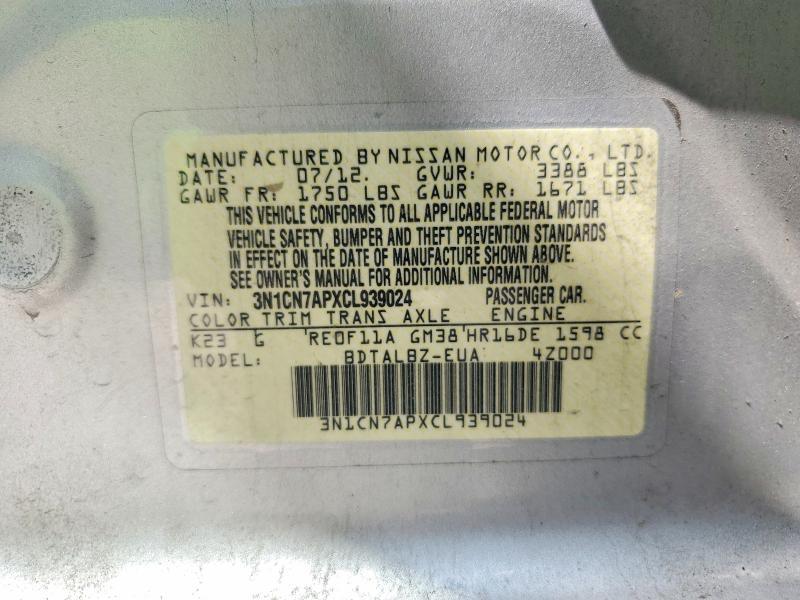 MANUFACTURED BY NISSAN MOTOR CO., LTD.
DATE: 07/12. GVWR: 3388 LBS
GAWR FR: 1750 LBS GAWR RR: 1671 LBS
THIS VEHICLE CONFORMS TO ALL APPLICABLE FEDERAL MOTOR
VEHICLE SAFETY, BUMPER AND THEFT PREVENTION STANDARDS
IN EFFECT ON THE DATE OF MANUFACTURE SHOWN ABOVE.
SEE OWNER'S MANUAL FOR ADDITIONAL INFORMATION.
VIN: 3N1CN7APXCL939024 PASSENGER CAR.
COLOR TRIM TRANS AXLE ENGINE
K23 G RE0F11A GM38 HR16DE 1598 CC
MODEL: BDTALBZ-EUA 4Z000
3N1CN7APXCL939024